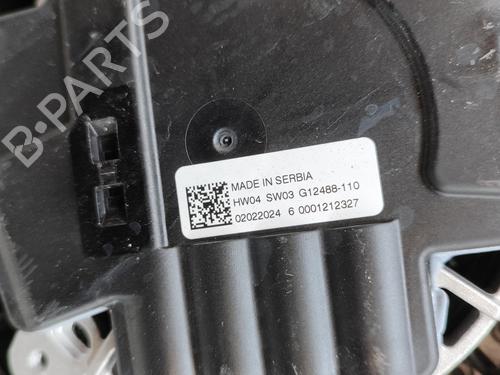 B-PARTS
MADE IN SERBIA
HW04 SW03 G12488-110
02022024 6 0001212327